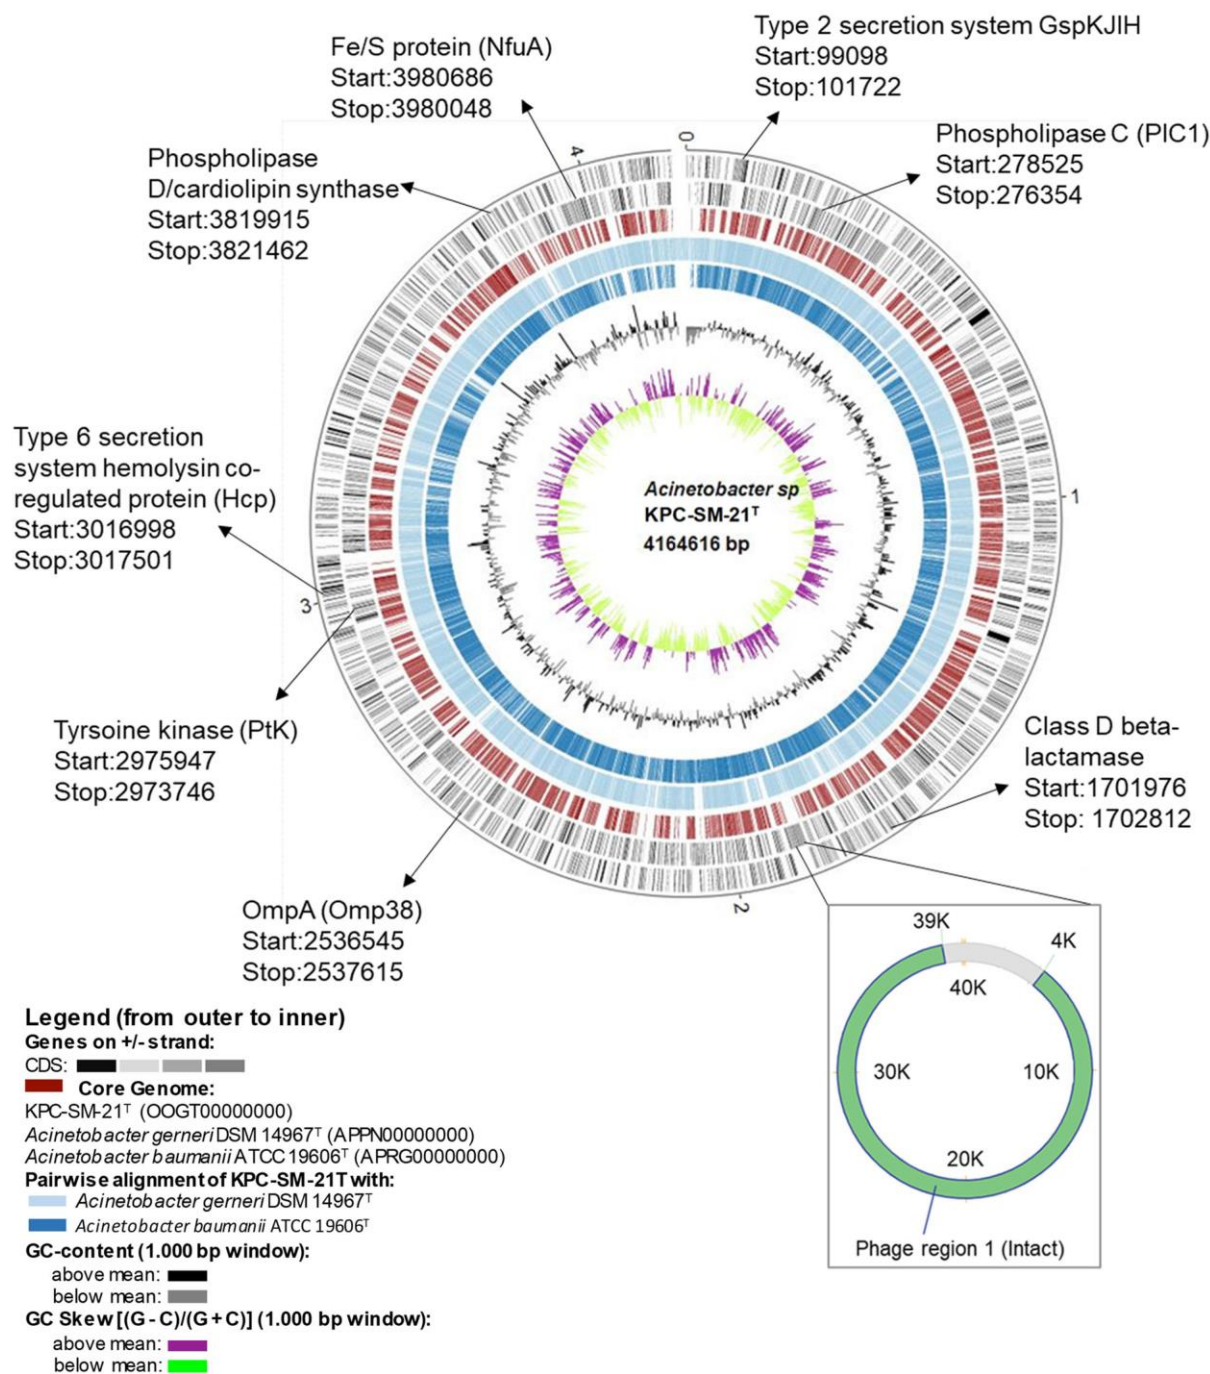 Fe/S protein (NfuA)
Start:3980686
Stop:3980048
Type 2 secretion system GspKJIH
Start:99098
Stop:101722
Phospholipase
D/cardiolipin synthase
Start:3819915
Stop:3821462
Phospholipase C (PlC1)
Start:278525
Stop:276354
0
4
1
3
2
Type 6 secretion
system hemolysin co-
regulated protein (Hcp)
Start:3016998
Stop:3017501
Acinetobacter sp
KPC-SM-21ᵀ
4164616 bp
Tyrsoine kinase (PtK)
Start:2975947
Stop:2973746
Class D beta-
lactamase
Start:1701976
Stop: 1702812
OmpA (Omp38)
Start:2536545
Stop:2537615
39K
4K
40K
30K
10K
20K
Phage region 1 (Intact)
Legend (from outer to inner)
Genes on +/- strand:
CDS:
Core Genome:
KPC-SM-21ᵀ (OOGT00000000)
Acinetobacter gerneri DSM 14967ᵀ (APPN00000000)
Acinetobacter baumanii ATCC 19606ᵀ (APRG00000000)
Pairwise alignment of KPC-SM-21T with:
Acinetobacter gerneri DSM 14967ᵀ
Acinetobacter baumanii ATCC 19606ᵀ
GC-content (1.000 bp window):
above mean:
below mean:
GC Skew [(G - C)/(G + C)] (1.000 bp window):
above mean:
below mean: